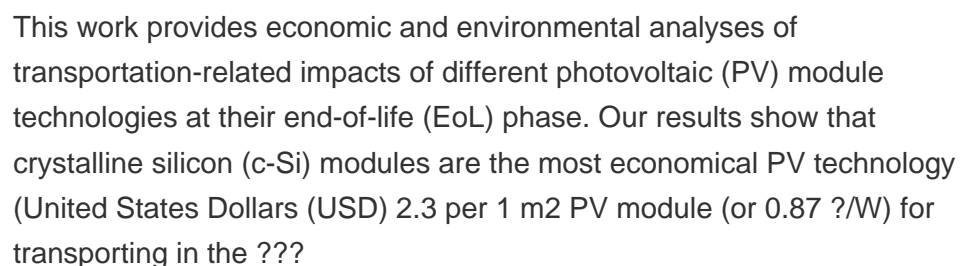 This work provides economic and environmental analyses of
transportation-related impacts of different photovoltaic (PV) module
technologies at their end-of-life (EoL) phase. Our results show that
crystalline silicon (c-Si) modules are the most economical PV technology
(United States Dollars (USD) 2.3 per 1 m2 PV module (or 0.87 ?/W) for
transporting in the ???